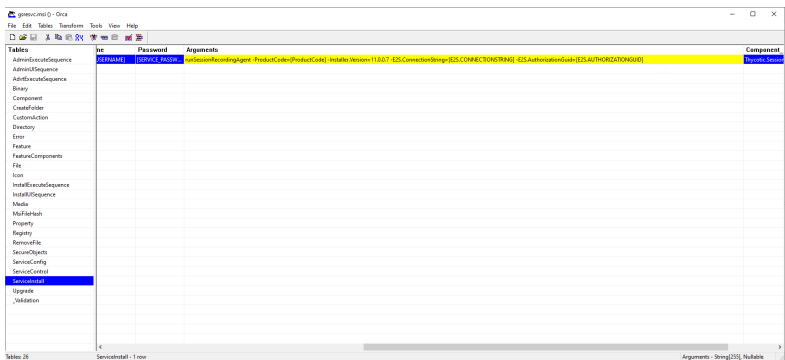 gsresvc.msi () - Orca
File Edit Tables Transform Tools View Help
Tables
ne Password Arguments Component_
AdminExecuteSequence
USERNAME] [SERVICE_PASSW... runSessionRecordingAgent -ProductCode=[ProductCode] -Installer.Version=11.0.0.7 -E2S.ConnectionString=[E2S.CONNECTIONSTRING] -E2S.AuthorizationGuid=[E2S.AUTHORIZATIONGUID] Thycotic.Session
AdminUISequence
AdvtExecuteSequence
Binary
Component
CreateFolder
CustomAction
Directory
Error
Feature
FeatureComponents
File
Icon
InstallExecuteSequence
InstallUISequence
Media
MsiFileHash
Property
Registry
RemoveFile
SecureObjects
ServiceConfig
ServiceControl
ServiceInstall
Upgrade
_Validation
Tables: 26 ServiceInstall - 1 row Arguments - String[255], Nullable